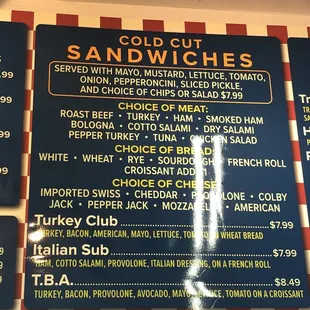 COLD CUT
SANDWICHES
SERVED WITH MAYO, MUSTARD, LETTUCE, TOMATO,
ONION, PEPPERONCINI, SLICED PICKLE,
AND CHOICE OF CHIPS OR SALAD $7.99
CHOICE OF MEAT:
ROAST BEEF • TURKEY • HAM • SMOKED HAM
BOLOGNA • COTTO SALAMI • DRY SALAMI
PEPPER TURKEY • TUNA • CHICKEN SALAD
CHOICE OF BREAD:
WHITE • WHEAT • RYE • SOURDOUGH • FRENCH ROLL
CROISSANT ADD $1
CHOICE OF CHEESE
IMPORTED SWISS • CHEDDAR • PROVOLONE • COLBY
JACK • PEPPER JACK • MOZZARELLA • AMERICAN
Turkey Club $7.99
TURKEY, BACON, AMERICAN, MAYO, LETTUCE, TOMATO ON WHEAT BREAD
Italian Sub $7.99
HAM, COTTO SALAMI, PROVOLONE, ITALIAN DRESSING, ON A FRENCH ROLL
T.B.A. $8.49
TURKEY, BACON, PROVOLONE, AVOCADO, MAYO, LETTUCE, TOMATO ON A CROISSANT